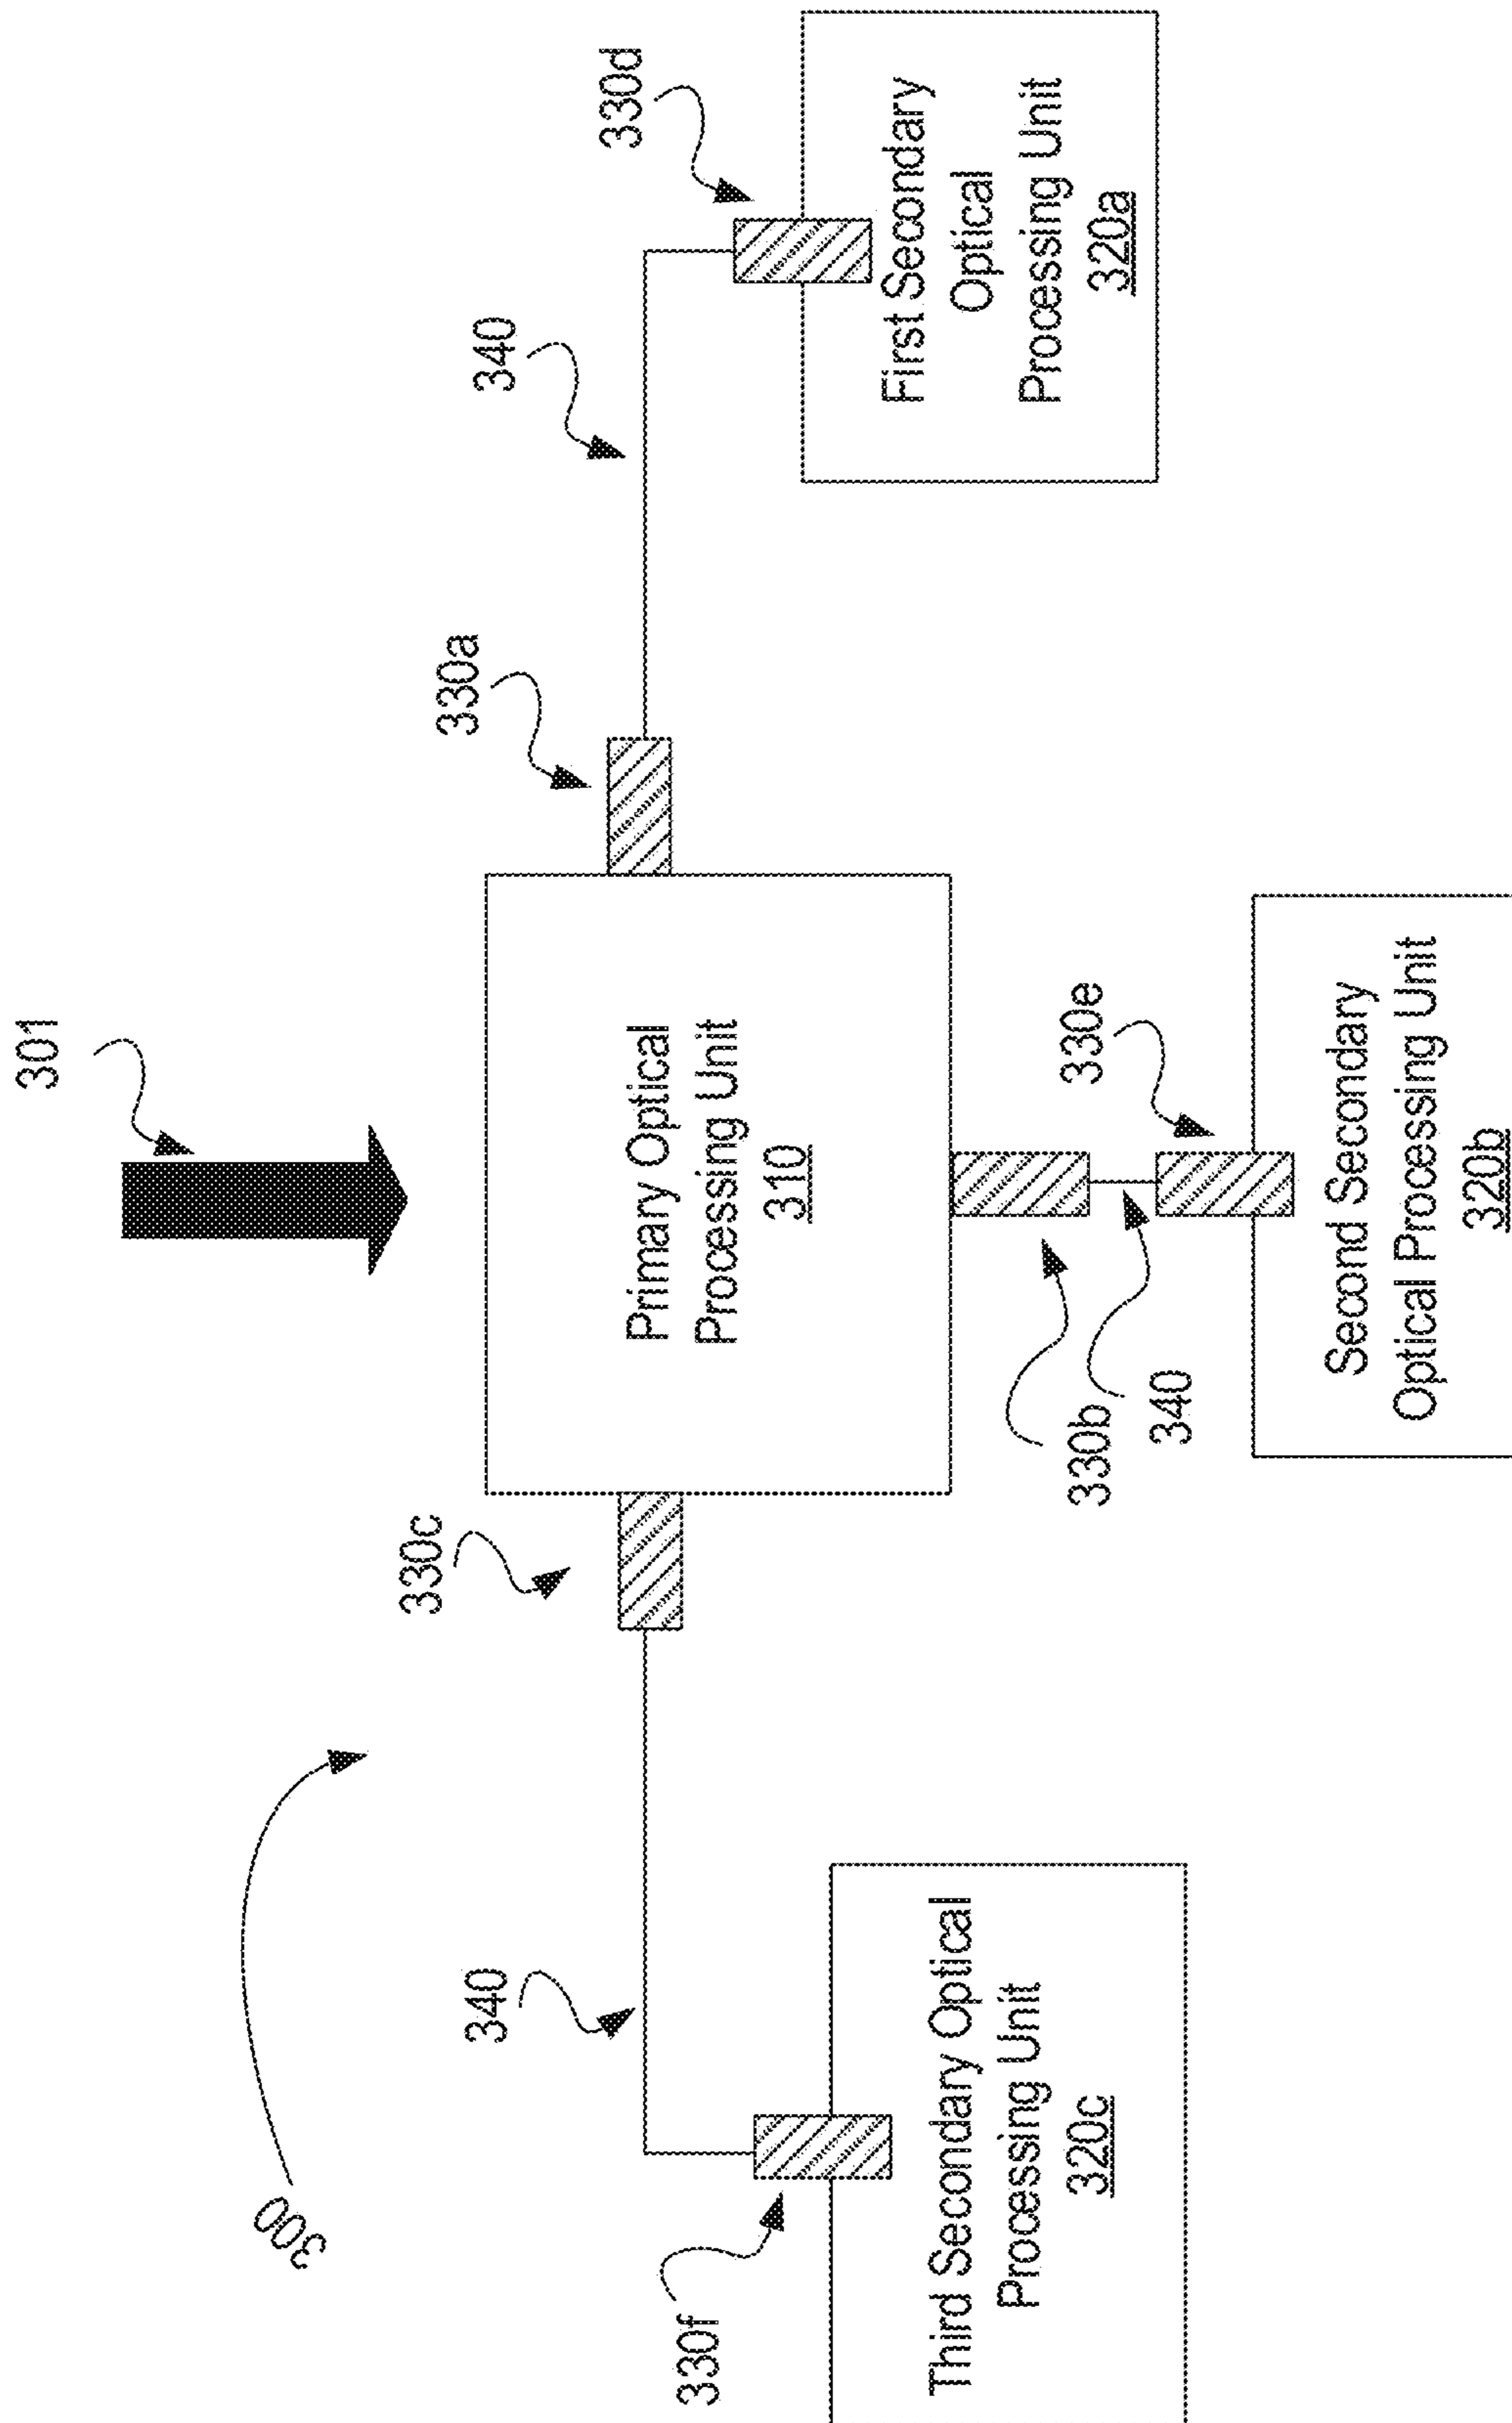 300
301
330c
330a
340
340
330d
330f
Primary Optical
Processing Unit
310
Third Secondary Optical
Processing Unit
320c
330b
340
330e
First Secondary
Optical
Processing Unit
320a
Second Secondary
Optical Processing Unit
320b